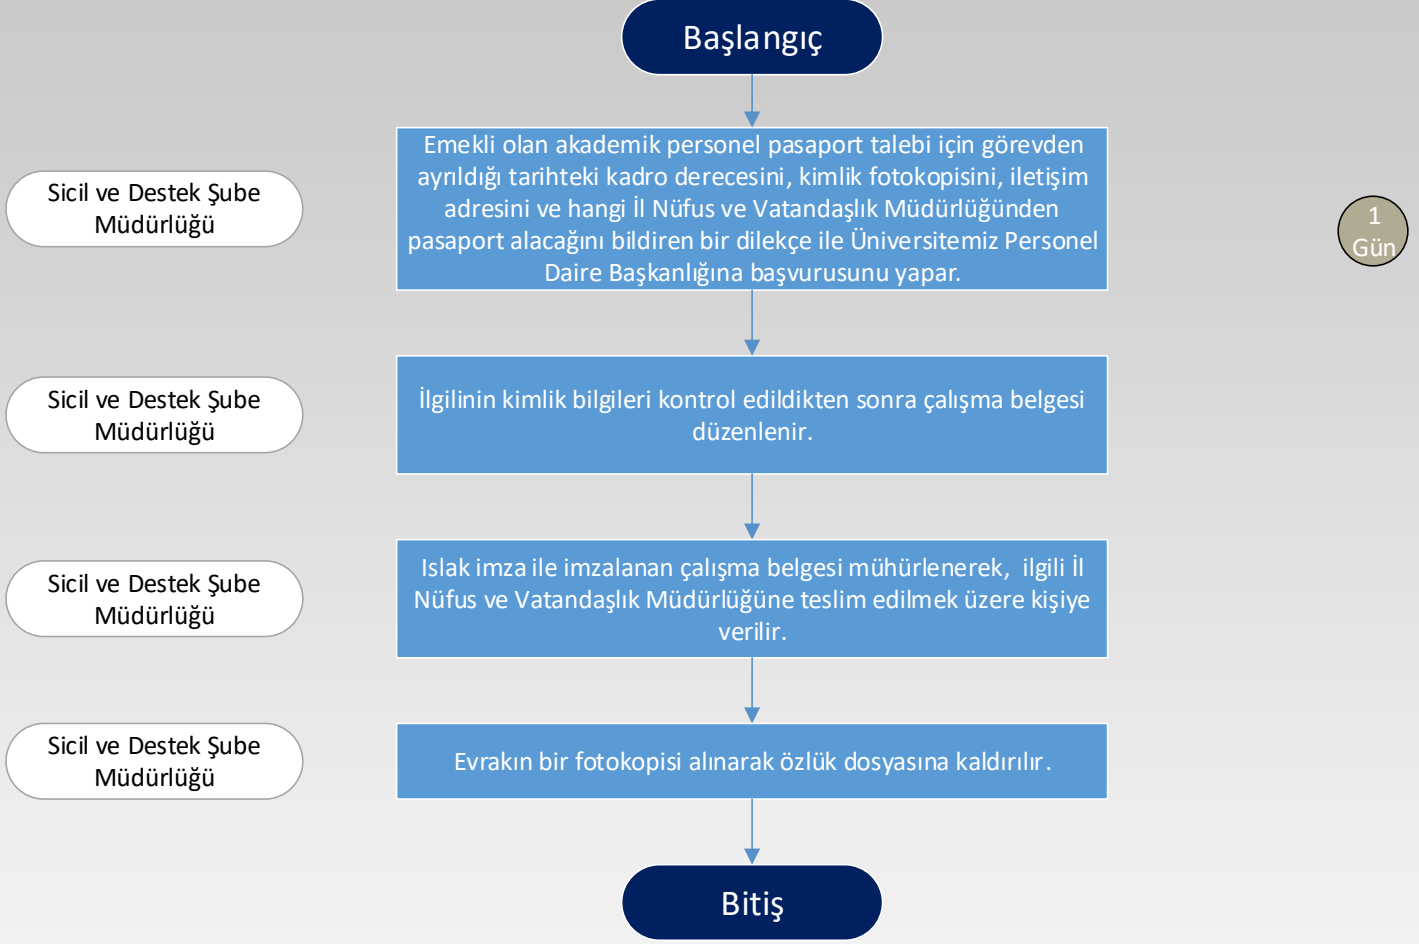 Başlangıç
Emekli olan akademik personel pasaport talebi için görevden
ayrıldığı tarihteki kadro derecesini, kimlik fotokopisini, iletişim
adresini ve hangi İl Nüfus ve Vatandaşlık Müdürlüğünden
pasaport alacağını bildiren bir dilekçe ile Üniversitemiz Personel
Daire Başkanlığına başvurusunu yapar.
Sicil ve Destek Şube
Müdürlüğü
1
Gün
Sicil ve Destek Şube
Müdürlüğü
İlgilinin kimlik bilgileri kontrol edildikten sonra çalışma belgesi
düzenlenir.
Sicil ve Destek Şube
Müdürlüğü
Islak imza ile imzalanan çalışma belgesi mühürlenerek, ilgili İl
Nüfus ve Vatandaşlık Müdürlüğüne teslim edilmek üzere kişiye
verilir.
Sicil ve Destek Şube
Müdürlüğü
Evrakın bir fotokopisi alınarak özlük dosyasına kaldırılır.
Bitiş